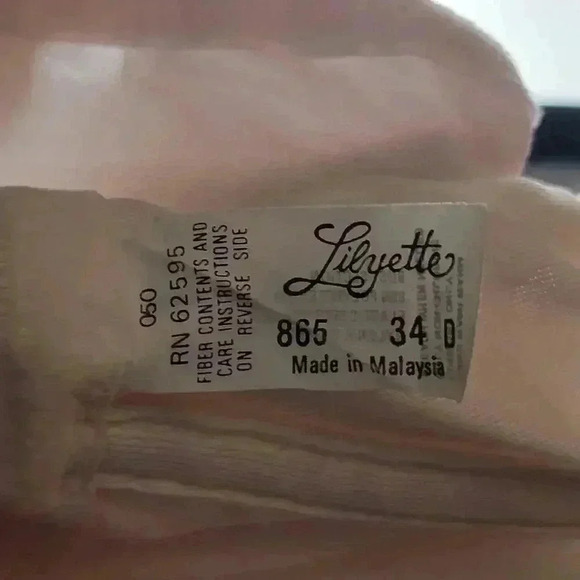 Lilyette
865 34 D
Made in Malaysia
050
RN 62595
FIBER CONTENTS AND
CARE INSTRUCTIONS
ON REVERSE SIDE